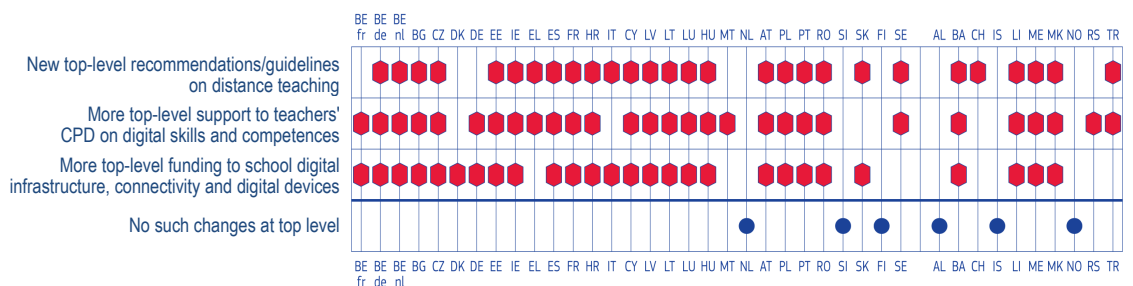 BE BE BE
fr de nl BG CZ DK DE EE IE EL ES FR HR IT CY LV LT LU HU MT NL AT PL PT RO SI SK FI SE AL BA CH IS LI ME MK NO RS TR
New top-level recommendations/guidelines
on distance teaching
More top-level support to teachers'
CPD on digital skills and competences
More top-level funding to school digital
infrastructure, connectivity and digital devices
No such changes at top level
BE BE BE BG CZ DK DE EE IE EL ES FR HR IT CY LV LT LU HU MT NL AT PL PT RO SI SK FI SE AL BA CH IS LI ME MK NO RS TR
fr de nl